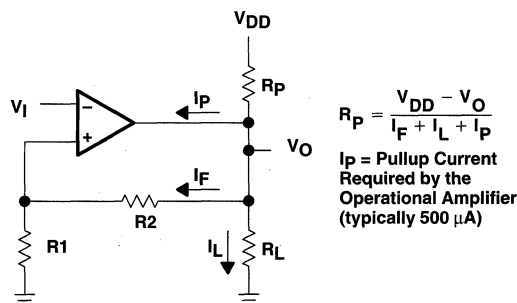 VDD
RP
IP
VI
−
+
VO
IF
R2
R1
IL
RL
RP = VDD − VO / IF + IL + IP
IP = Pullup Current
Required by the
Operational Amplifier
(typically 500 µA)